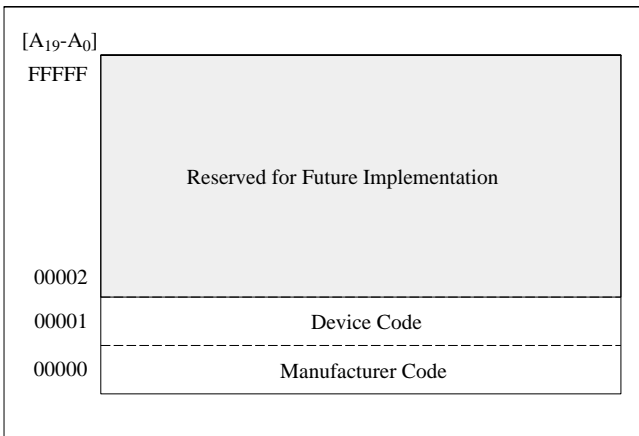 [A19-A0]
FFFFF
Reserved for Future Implementation
00002
00001 Device Code
00000 Manufacturer Code